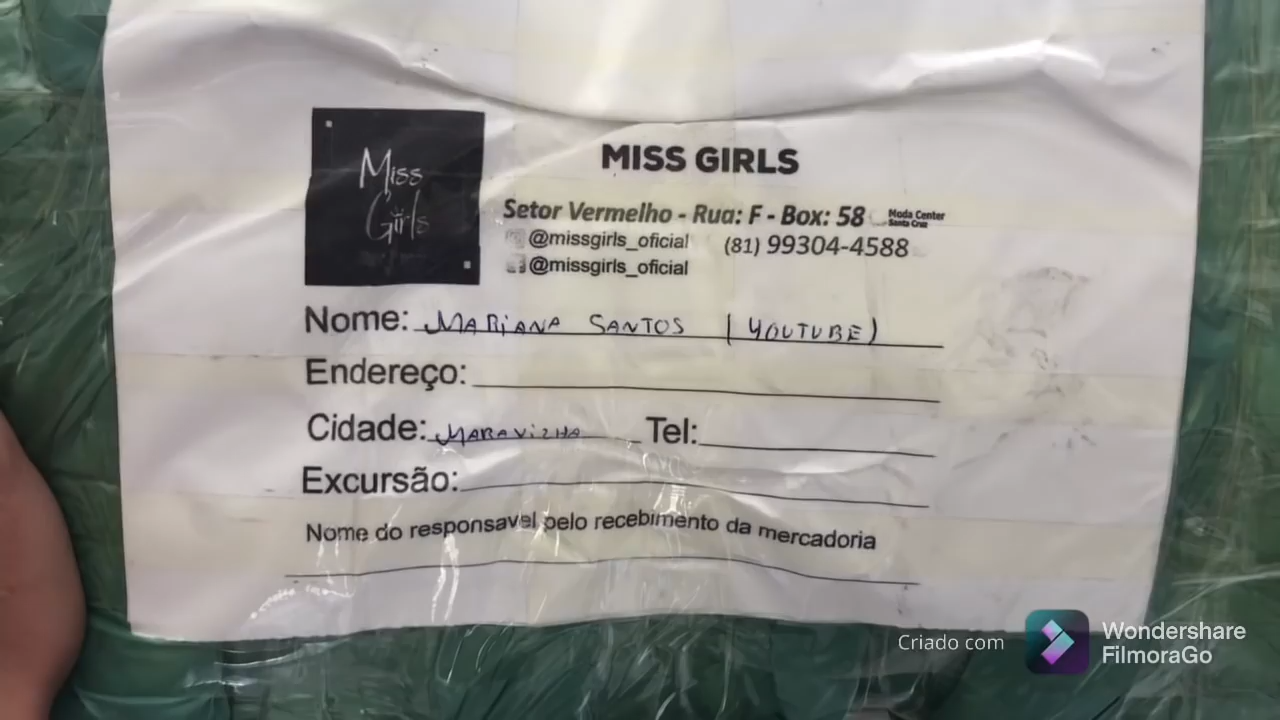 Miss
Girls
MISS GIRLS
Setor Vermelho - Rua: F - Box: 58 Moda Center
Santa Cruz
@missgirls_oficial (81) 99304-4588
@missgirls_oficial
Nome: MARiANA SANTOS (YOUTUBE)
Endereço:
Cidade: MARAVILHA Tel:
Excursão:
Nome do responsavel pelo recebimento da mercadoria
Criado com Wondershare
FilmoraGo